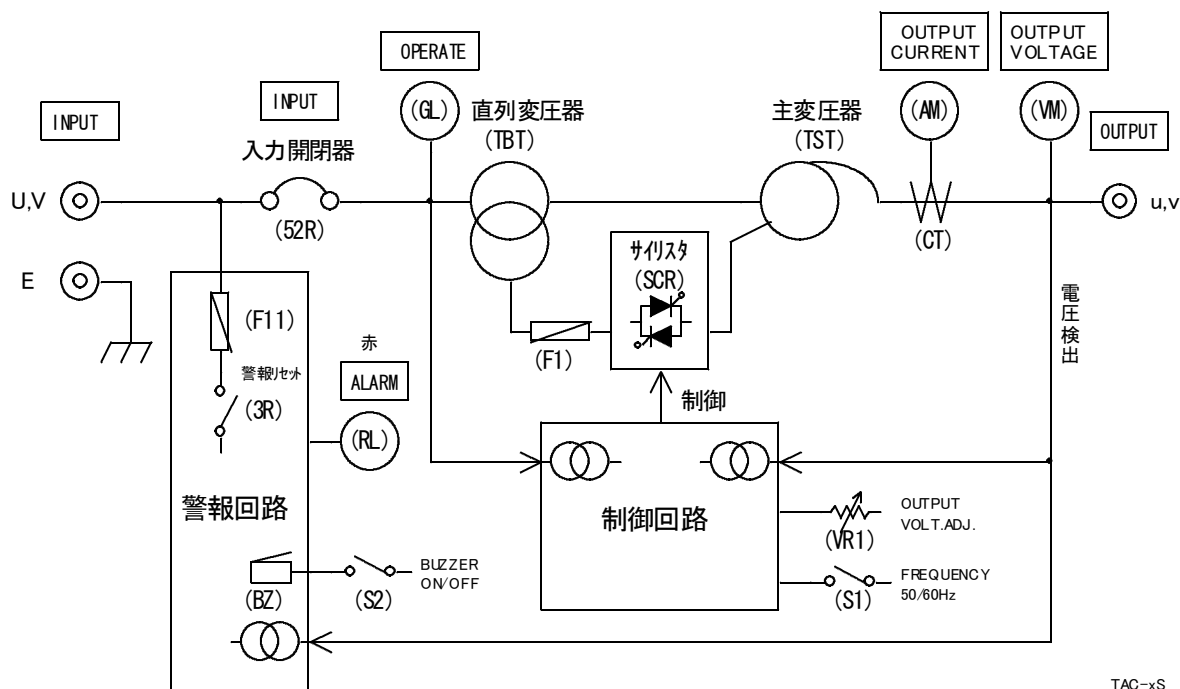 OPERATE
OUTPUT
CURRENT
OUTPUT
VOLTAGE
INPUT
INPUT
(GL)
直列変圧器
(TBT)
主変圧器
(TST)
(AM)
(VM)
OUTPUT
入力開閉器
U,V
(52R)
(CT)
u,v
E
サイリスタ
(SCR)
電圧検出
(F11)
(F1)
赤
ALARM
警報リセット
(3R)
(RL)
制御
警報回路
制御回路
OUTPUT
VOLT.ADJ.
(VR1)
BUZZER
ON/OFF
(BZ)
(S2)
FREQUENCY
50/60Hz
(S1)
TAC-xS